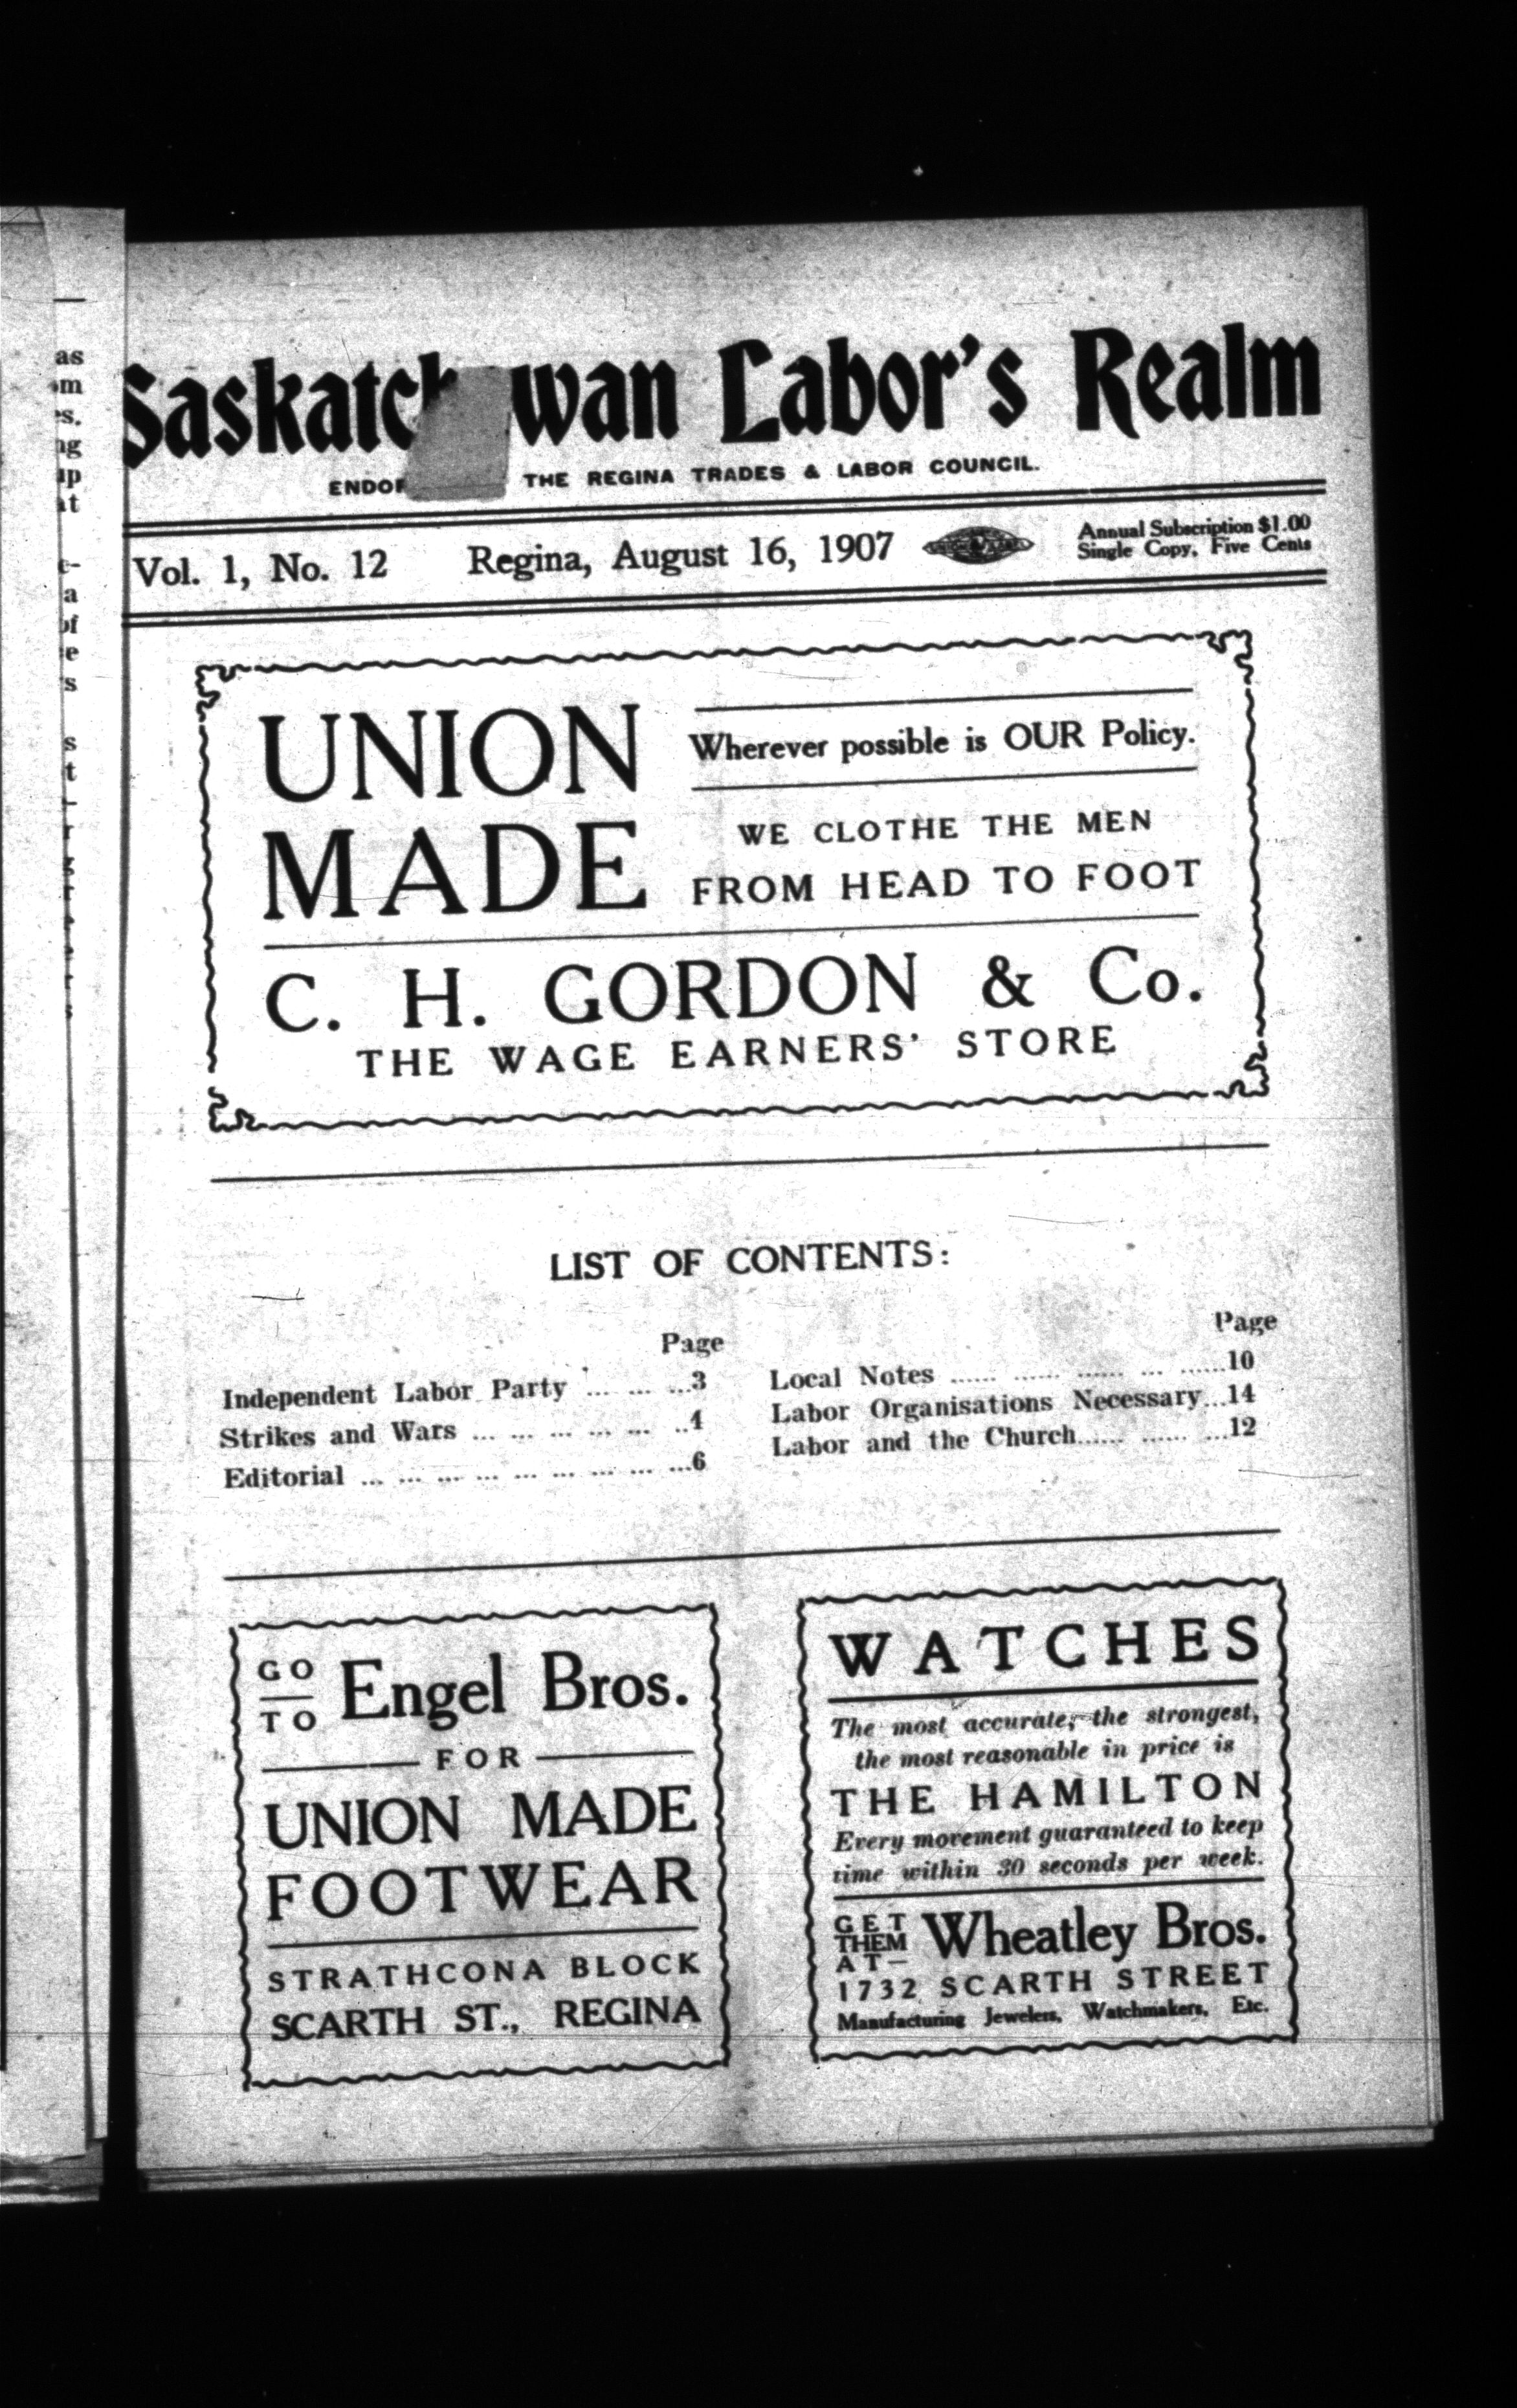 Saskatch wan Labor's Realm
ENDOR THE REGINA TRADES & LABOR COUNCIL.
Vol. 1, No. 12 Regina, August 16, 1907
Annual Subscription $1.00
Single Copy, Five Cents
UNION
MADE
Wherever possible is OUR Policy.
WE CLOTHE THE MEN
FROM HEAD TO FOOT
C. H. GORDON & Co.
THE WAGE EARNERS' STORE
LIST OF CONTENTS:
Page
Independent Labor Party ... ... ...3
Strikes and Wars ... ... ... ... ... ..4
Editorial ... ... ... ... ... ... ... ... ...6
Page
Local Notes ...... ...... ...... ... ......10
Labor Organisations Necessary...14
Labor and the Church...... ...... ...12
GO
TO
Engel Bros.
FOR
UNION MADE
FOOTWEAR
STRATHCONA BLOCK
SCARTH ST., REGINA
WATCHES
The most accurate, the strongest,
the most reasonable in price is
THE HAMILTON
Every movement guaranteed to keep
time within 30 seconds per week.
GET
THEM
AT—
Wheatley Bros.
1732 SCARTH STREET
Manufacturing Jewelers, Watchmakers, Etc.